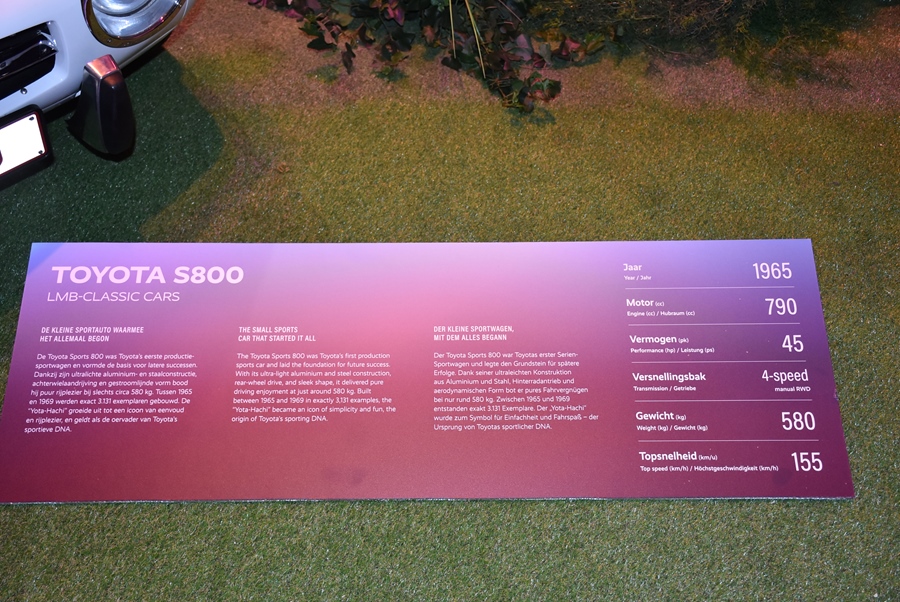 TOYOTA S800
LMB-CLASSIC CARS
DE KLEINE SPORTAUTO WAARMEE
HET ALLEMAAL BEGON
De Toyota Sports 800 was Toyota's eerste productie-
sportwagen en vormde de basis voor latere successen.
Dankzij zijn ultralichte aluminium- en staalconstructie,
achterwielaandrijving en gestroomlijnde vorm bood
hij puur rijplezier bij slechts circa 580 kg. Tussen 1965
en 1969 werden exact 3.131 exemplaren gebouwd. De
"Yota-Hachi" groeide uit tot een icoon van eenvoud
en rijplezier, en geldt als de oervader van Toyota's
sportieve DNA.
THE SMALL SPORTS
CAR THAT STARTED IT ALL
The Toyota Sports 800 was Toyota's first production
sports car and laid the foundation for future success.
With its ultra-light aluminium and steel construction,
rear-wheel drive, and sleek shape, it delivered pure
driving enjoyment at just around 580 kg. Built
between 1965 and 1969 in exactly 3,131 examples, the
"Yota-Hachi" became an icon of simplicity and fun, the
origin of Toyota's sporting DNA.
DER KLEINE SPORTWAGEN,
MIT DEM ALLES BEGANN
Der Toyota Sports 800 war Toyotas erster Serien-
Sportwagen und legte den Grundstein für spätere
Erfolge. Dank seiner ultraleichten Konstruktion
aus Aluminium und Stahl, Hinterradantrieb und
aerodynamischen Form bot er pures Fahrvergnügen
bei nur rund 580 kg. Zwischen 1965 und 1969
entstanden exakt 3.131 Exemplare. Der „Yota-Hachi"
wurde zum Symbol für Einfachheit und Fahrspaß – der
Ursprung von Toyotas sportlicher DNA.
Jaar 1965
Year / Jahr
Motor (cc) 790
Engine (cc) / Hubraum (cc)
Vermogen (pk) 45
Performance (hp) / Leistung (ps)
Versnellingsbak 4-speed
Transmission / Getriebe manual RWD
Gewicht (kg) 580
Weight (kg) / Gewicht (kg)
Topsnelheid (km/u) 155
Top speed (km/h) / Höchstgeschwindigkeit (km/h)